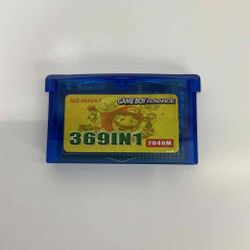 NO REPEAT
GAME BOY ADVANCE
369IN1
2048M